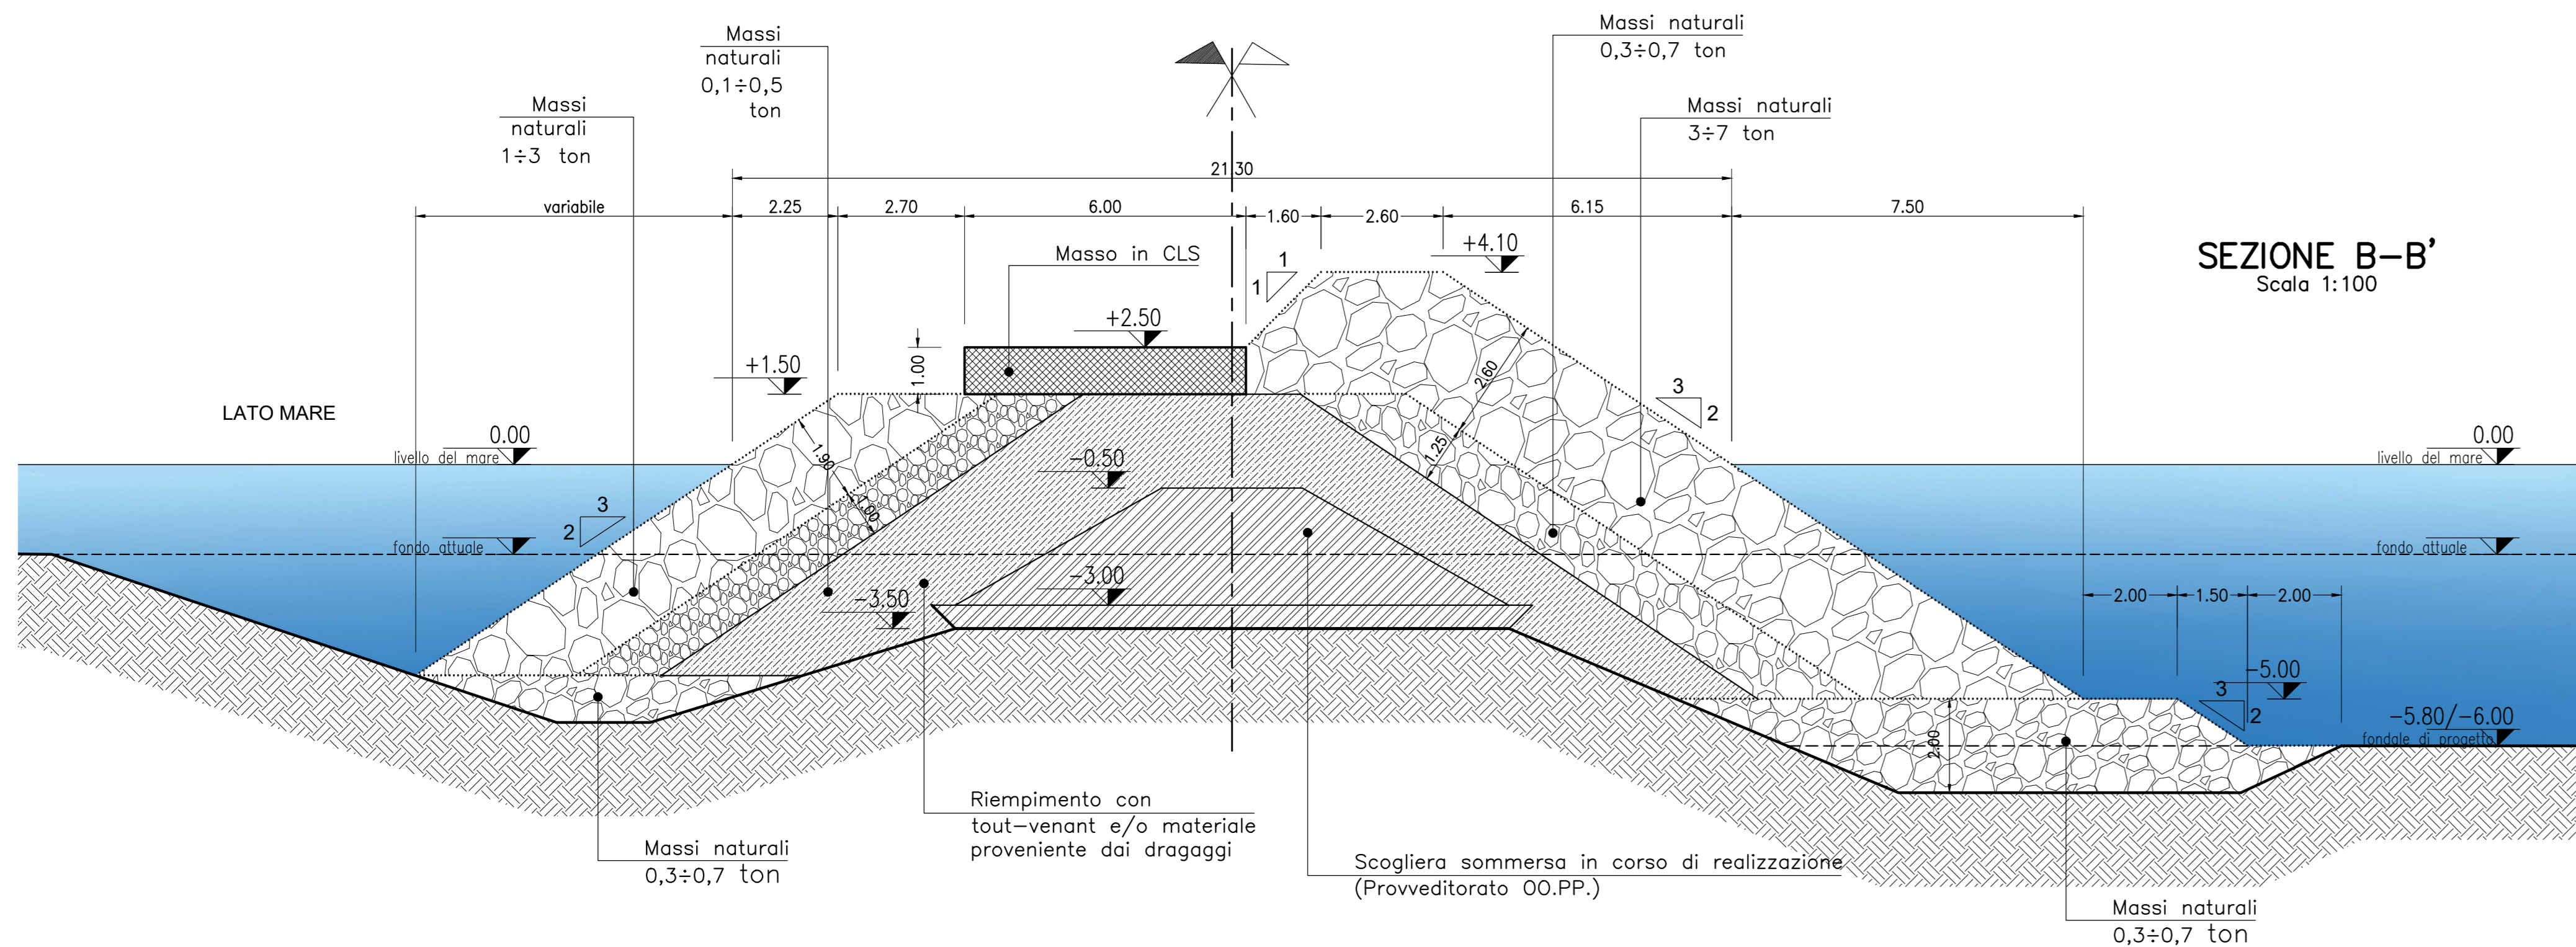 Massi naturali
0,3÷0,7 ton
Massi
naturali
0,1÷0,5
ton
Massi
naturali
1÷3 ton
Massi naturali
3÷7 ton
21.30
variabile
2.25
2.70
6.00
1.60
2.60
6.15
7.50
SEZIONE B-B'
Scala 1:100
Masso in CLS
+4.10
1
1
+2.50
+1.50
1.00
2.60
3
2
LATO MARE
0.00
livello del mare
0.00
livello del mare
1.90
1.25
-0.50
1.00
3
2
fondo attuale
fondo attuale
-3.00
-3.50
2.00
1.50
2.00
-5.00
3
2
-5.80/-6.00
fondale di progetto
2.00
Riempimento con
tout-venant e/o materiale
proveniente dai dragaggi
Massi naturali
0,3÷0,7 ton
Scogliera sommersa in corso di realizzazione
(Provveditorato OO.PP.)
Massi naturali
0,3÷0,7 ton